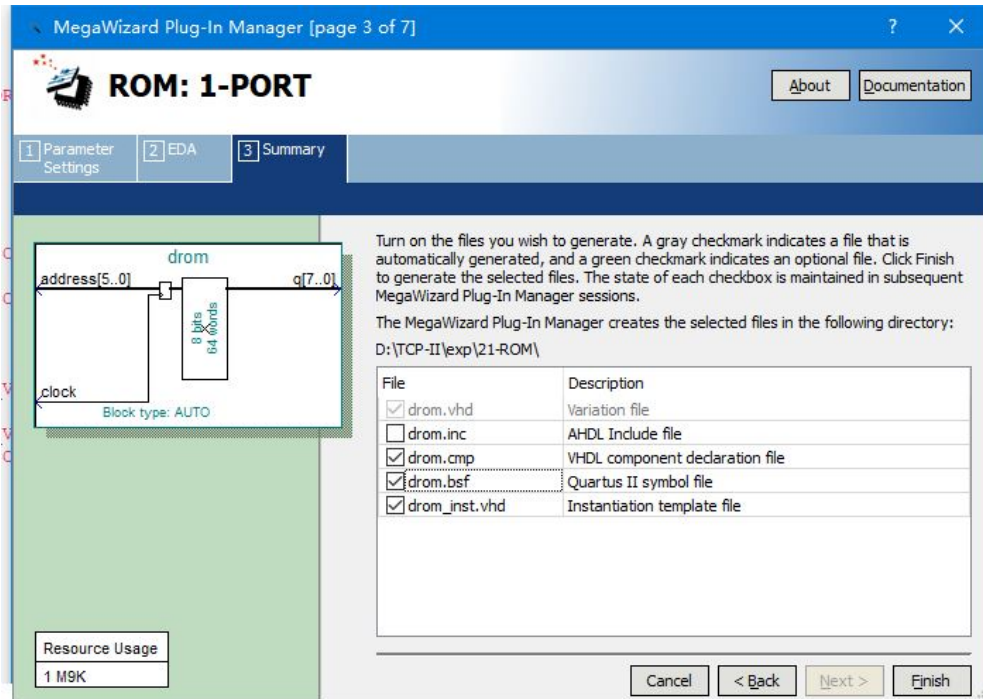 MegaWizard Plug-In Manager [page 3 of 7]
?
ROM: 1-PORT
About
Documentation
1 Parameter Settings
2 EDA
3 Summary
drom
address[5..0]
q[7..0]
8 bits
64 words
clock
Block type: AUTO
Turn on the files you wish to generate. A gray checkmark indicates a file that is
automatically generated, and a green checkmark indicates an optional file. Click Finish
to generate the selected files. The state of each checkbox is maintained in subsequent
MegaWizard Plug-In Manager sessions.
The MegaWizard Plug-In Manager creates the selected files in the following directory:
D:\TCP-II\exp\21-ROM\
File Description
drom.vhd Variation file
drom.inc AHDL Include file
drom.cmp VHDL component declaration file
drom.bsf Quartus II symbol file
drom_inst.vhd Instantiation template file
Resource Usage
1 M9K
Cancel
< Back
Next >
Finish